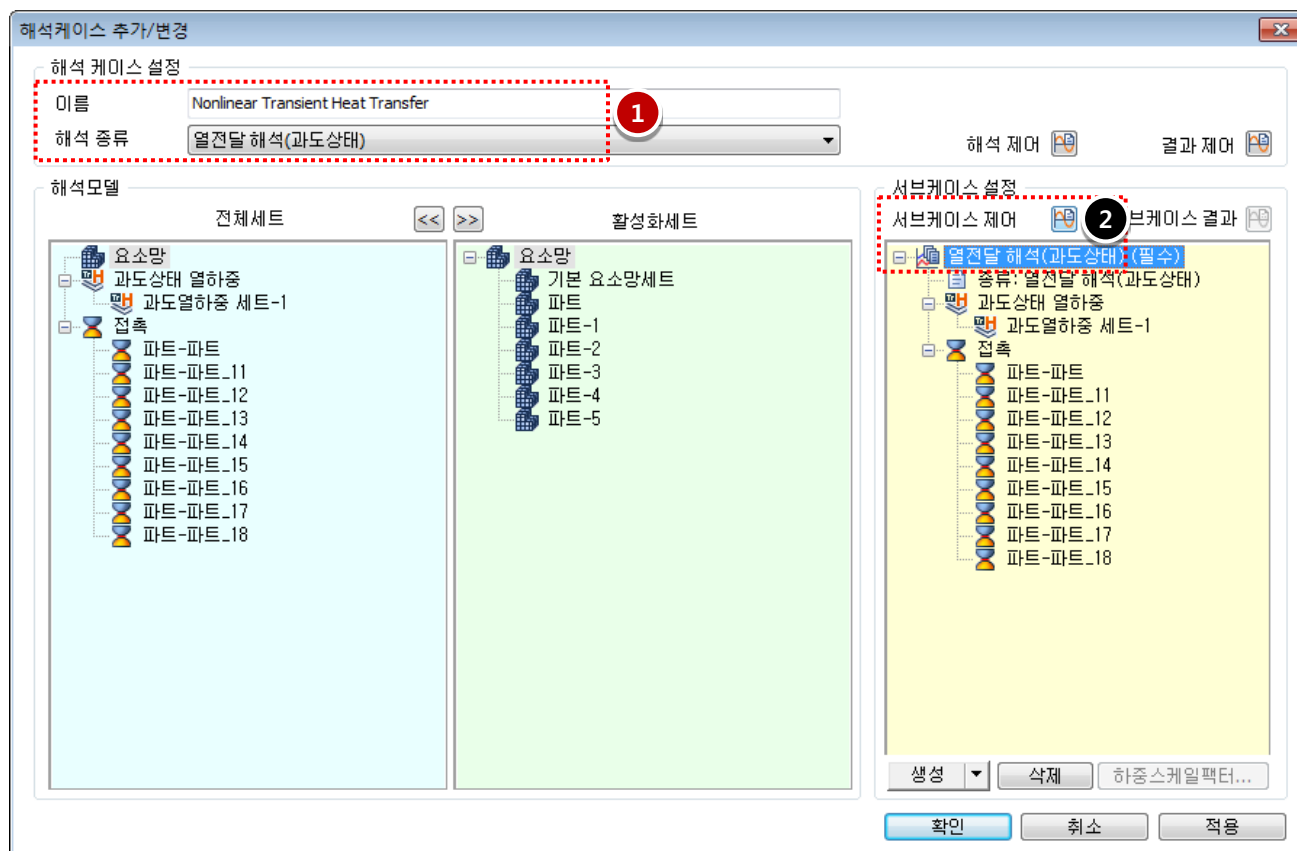 해석케이스 추가/변경
해석 케이스 설정
이름 Nonlinear Transient Heat Transfer
1
해석 종류 열전달 해석(과도상태)
해석 제어 결과 제어
해석모델
전체세트 << >> 활성화세트
요소망
과도상태 열하중
과도열하중 세트-1
접촉
파트-파트
파트-파트_11
파트-파트_12
파트-파트_13
파트-파트_14
파트-파트_15
파트-파트_16
파트-파트_17
파트-파트_18
요소망
기본 요소망세트
파트
파트-1
파트-2
파트-3
파트-4
파트-5
서브케이스 설정
서브케이스 제어 2 브케이스 결과
열전달 해석(과도상태) (필수)
종류: 열전달 해석(과도상태)
과도상태 열하중
과도열하중 세트-1
접촉
파트-파트
파트-파트_11
파트-파트_12
파트-파트_13
파트-파트_14
파트-파트_15
파트-파트_16
파트-파트_17
파트-파트_18
생성 삭제 하중스케일팩터...
확인 취소 적용